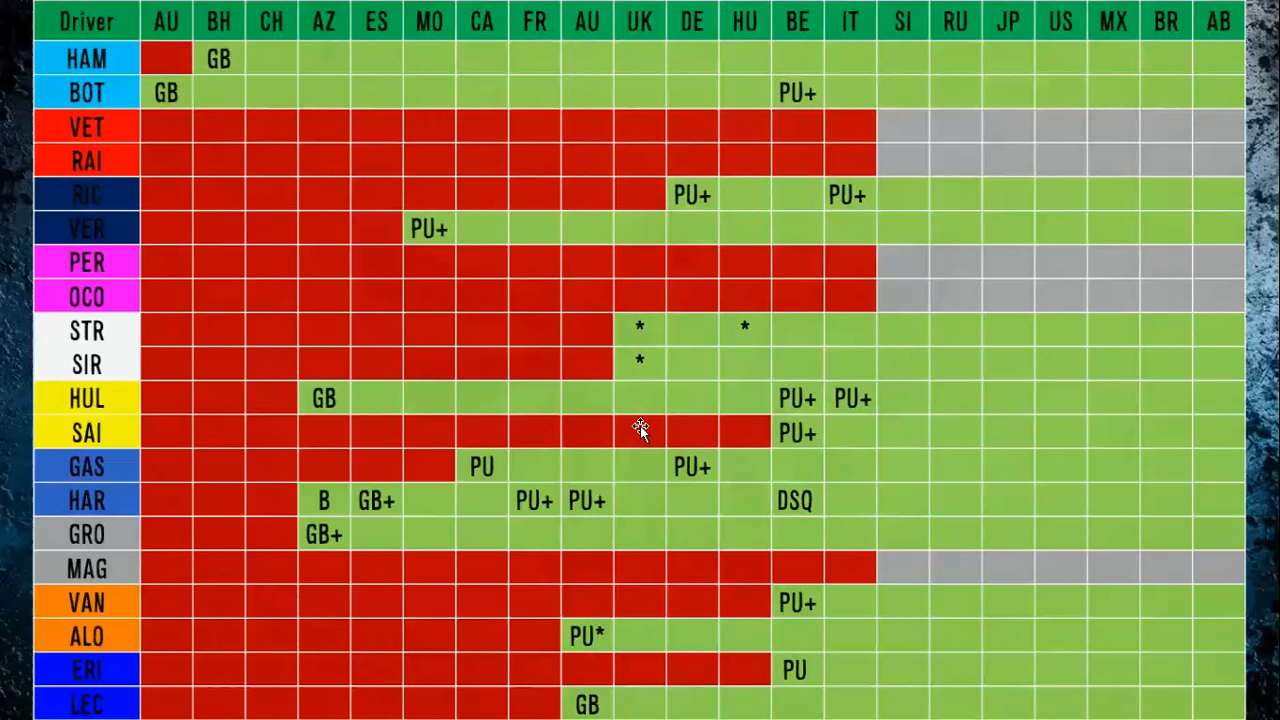 Driver AU BH CH AZ ES MO CA FR AU UK DE HU BE IT SI RU JP US MX BR AB
HAM GB
BOT GB PU+
VET
RAI
RIC PU+ PU+
VER PU+
PER
OCO
STR * *
SIR *
HUL GB PU+ PU+
SAI PU+
GAS PU PU+
HAR B GB+ PU+ PU+ DSQ
GRO GB+
MAG
VAN PU+
ALO PU*
ERI PU
LEC GB